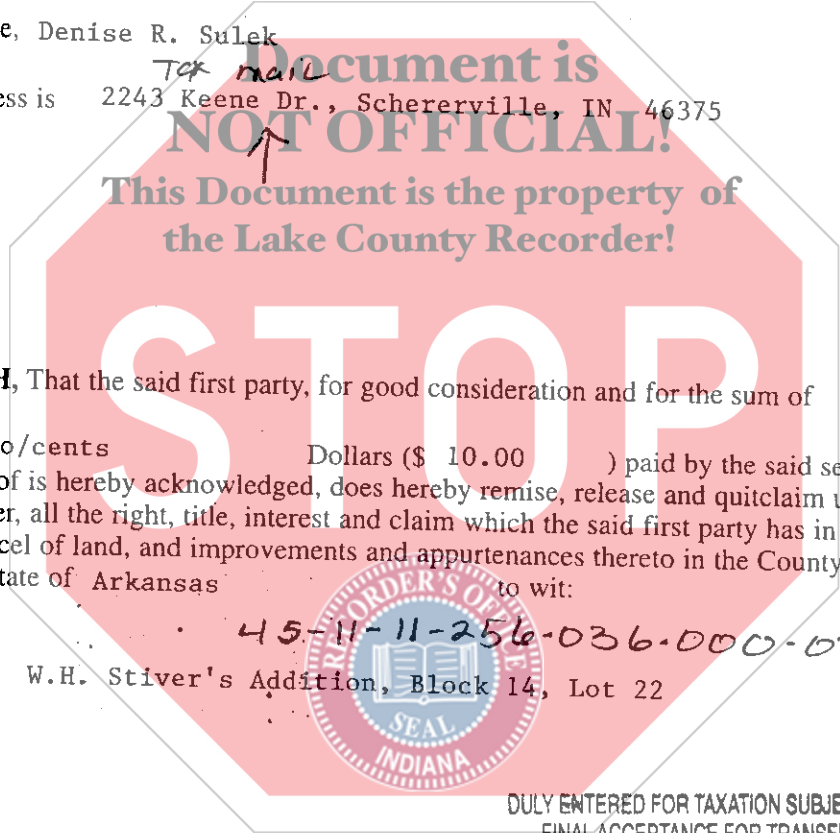 e, Denise R. Sulek
Tax mail
ess is 2243 Keene Dr., Schererville, IN 46375
Document is
NOT OFFICIAL!
This Document is the property of
the Lake County Recorder!
STOP
H, That the said first party, for good consideration and for the sum of
o/cents Dollars ($ 10.00 ) paid by the said se
of is hereby acknowledged, does hereby remise, release and quitclaim u
er, all the right, title, interest and claim which the said first party has in
cel of land, and improvements and appurtenances thereto in the County
tate of Arkansas to wit:
45-11-11-256-036.000-0
W.H. Stiver's Addition, Block 14, Lot 22
RECORDER'S OFFICE
SEAL
INDIANA
DULY ENTERED FOR TAXATION SUBJE
FINAL ACCEPTANCE FOR TRANSF